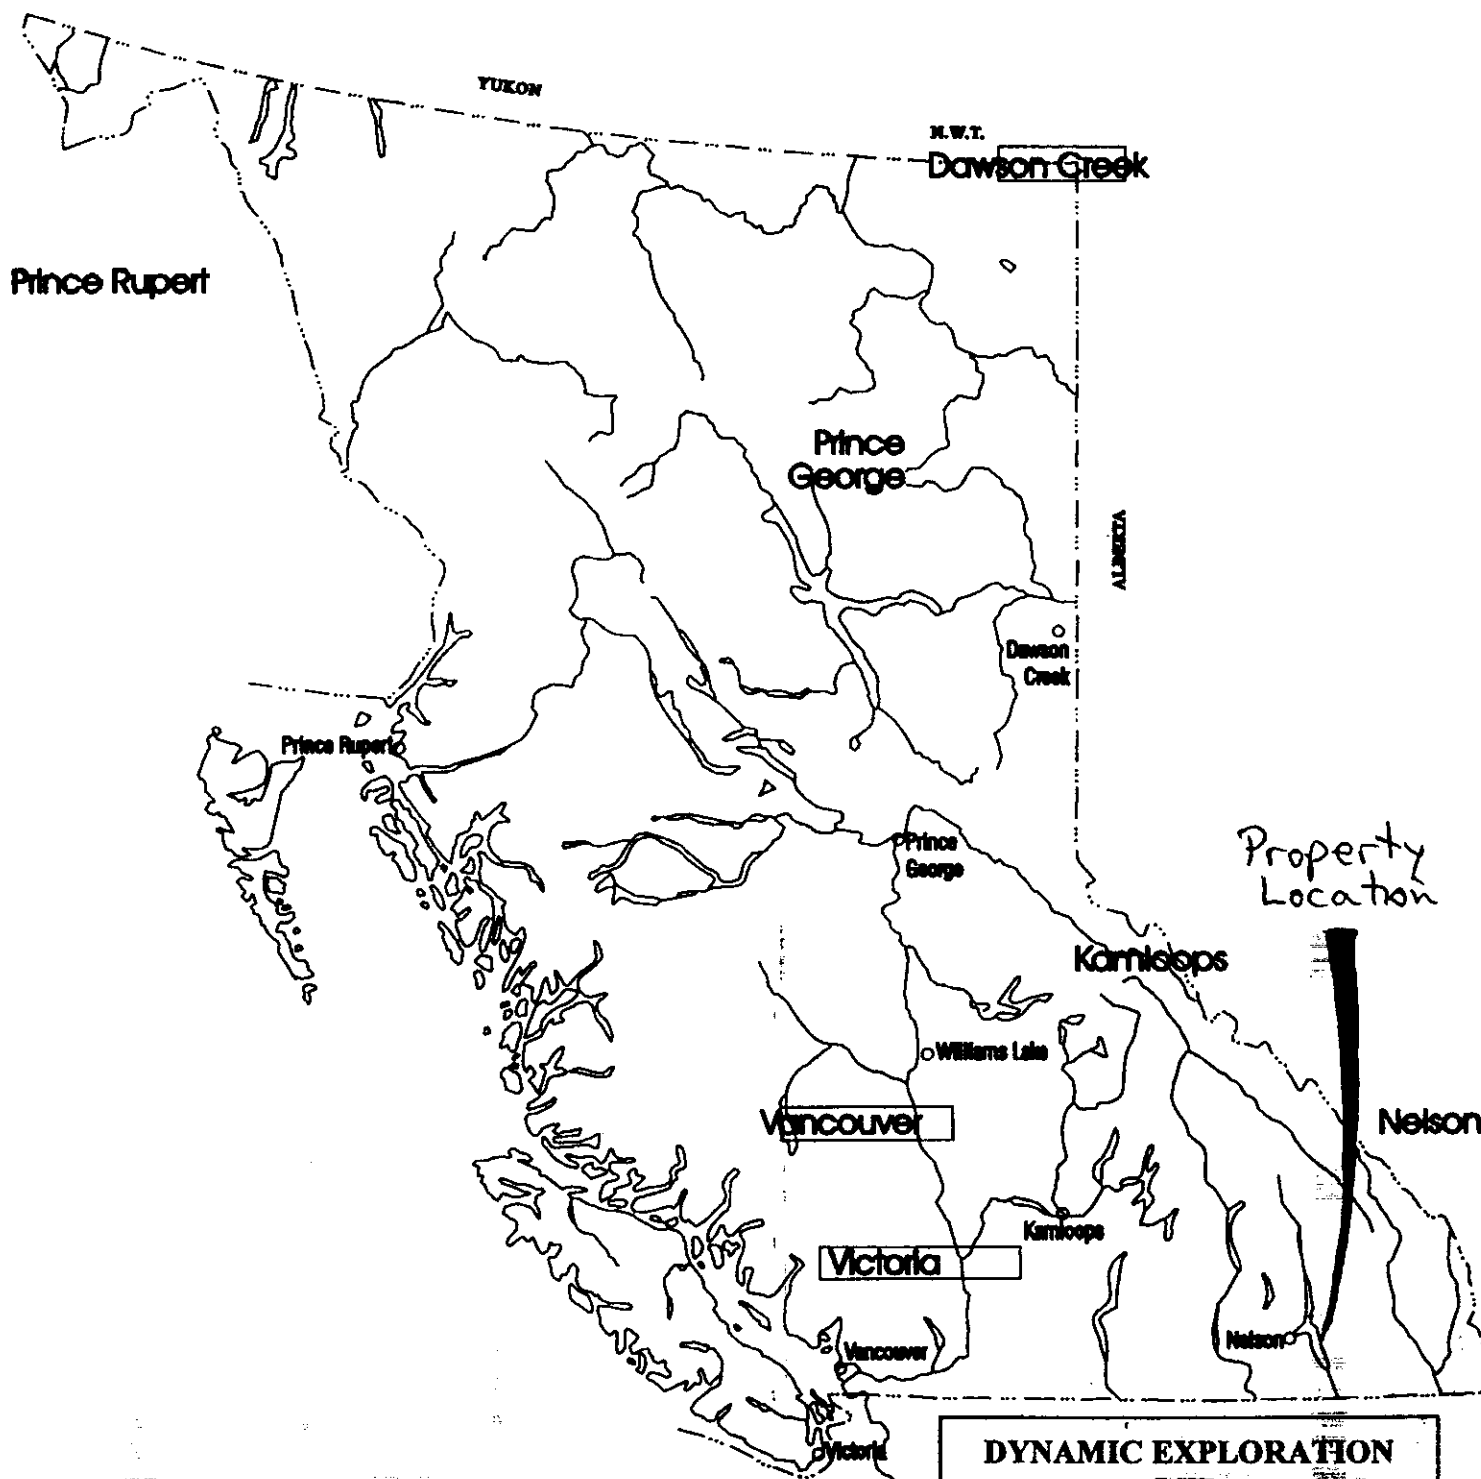 YUKON
N.W.T.
Dawson Creek
Prince Rupert
Prince
George
ALBERTA
Dawson
Creek
Prince Rupert
Prince
George
Property
Location
Kamloops
Williams Lake
Vancouver
Nelson
Kamloops
Victoria
Nelson
Vancouver
Victoria
DYNAMIC EXPLORATION